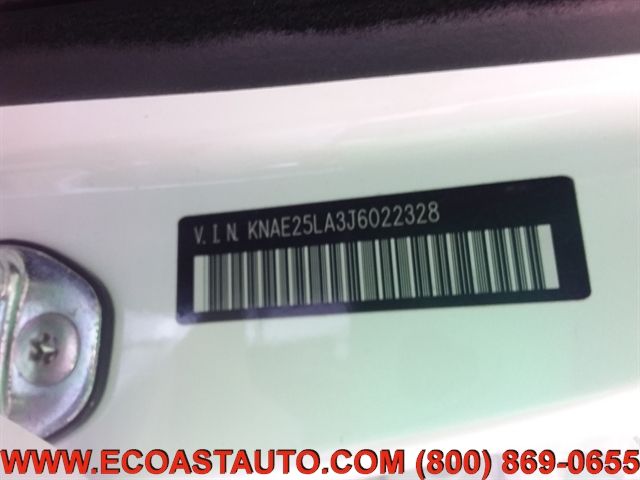 V.I.N. KNAE25LA3J6022328
WWW.ECOASTAUTO.COM (800) 869-0655